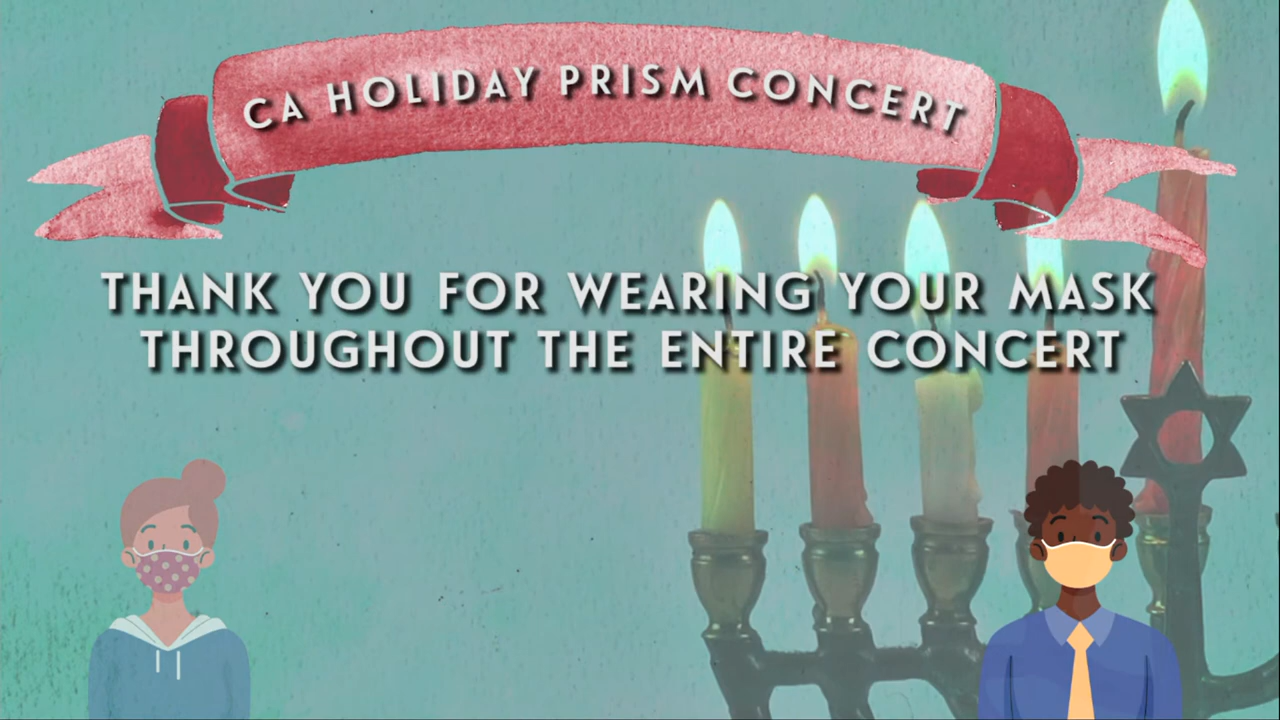 CA HOLIDAY PRISM CONCERT
THANK YOU FOR WEARING YOUR MASK
THROUGHOUT THE ENTIRE CONCERT